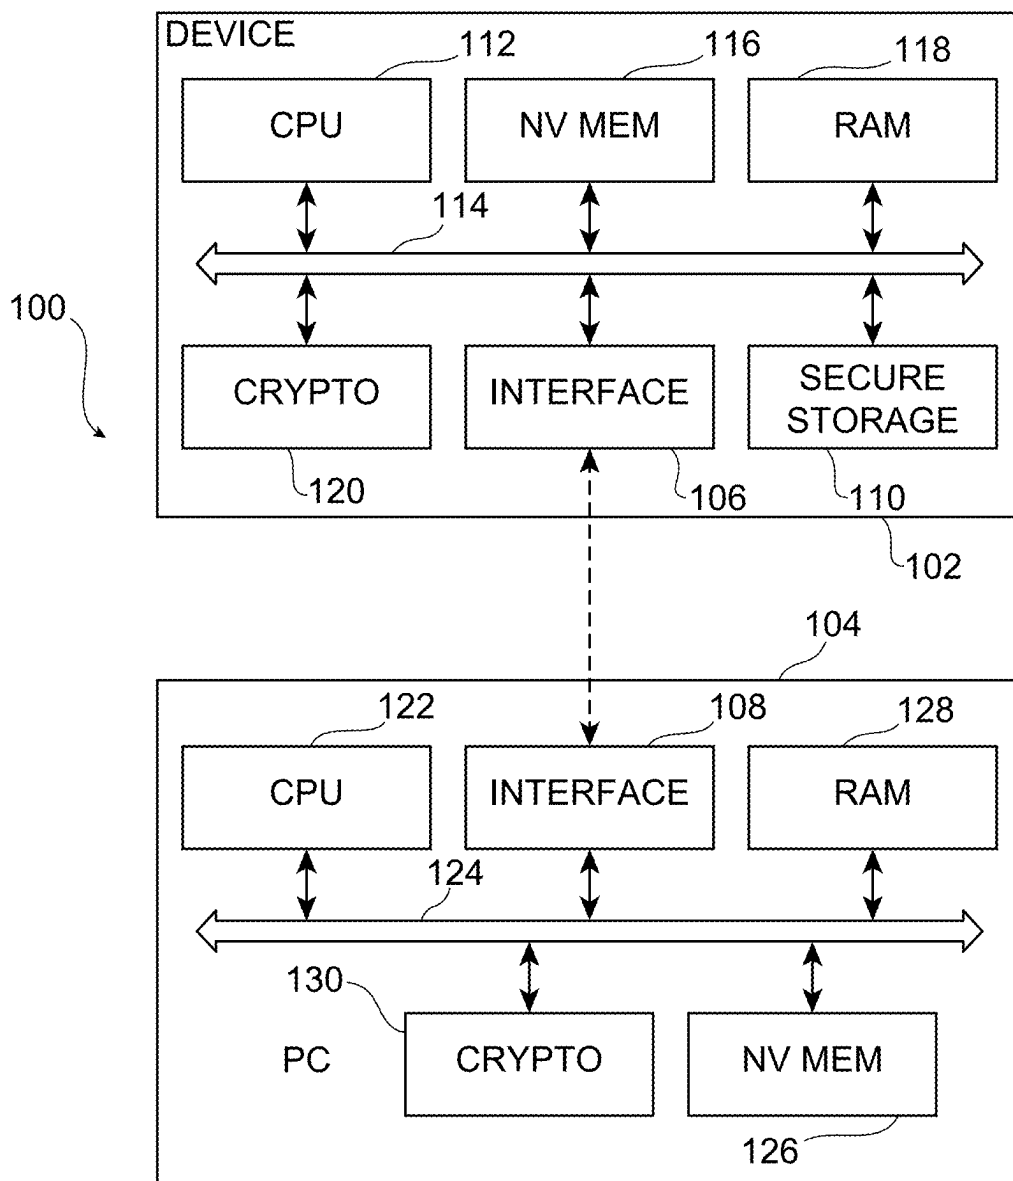 DEVICE
112
116
118
CPU
NV MEM
RAM
114
100
CRYPTO
INTERFACE
SECURE
STORAGE
120
106
110
102
104
122
108
128
CPU
INTERFACE
RAM
124
130
PC
CRYPTO
NV MEM
126